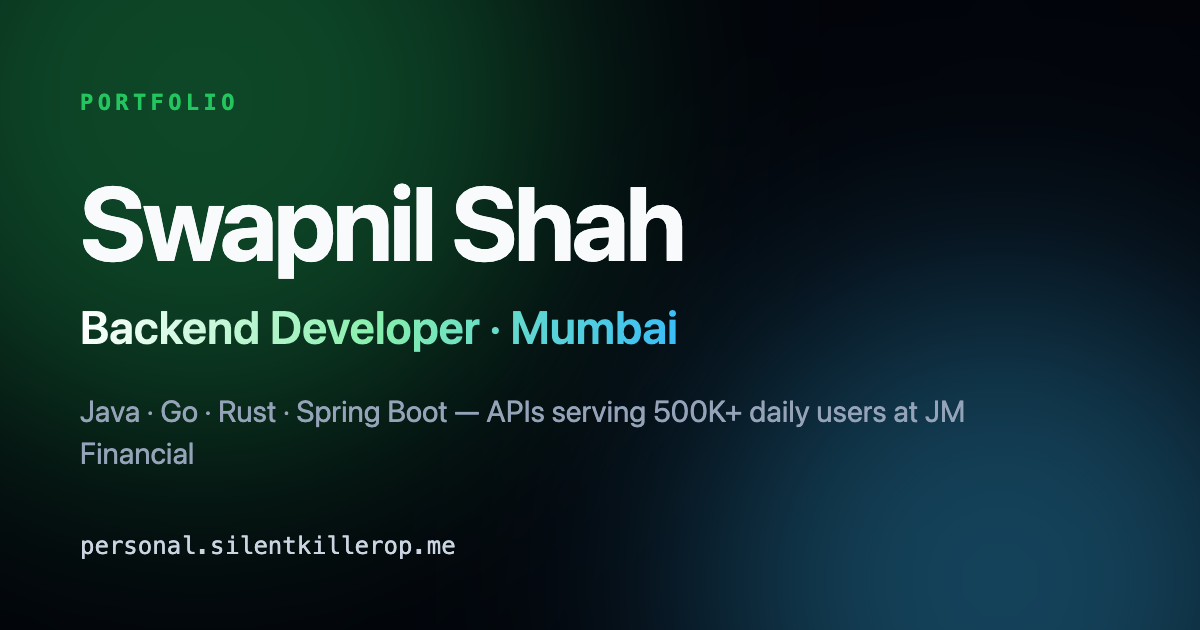 PORTFOLIO
Swapnil Shah
Backend Developer · Mumbai
Java · Go · Rust · Spring Boot — APIs serving 500K+ daily users at JM
Financial
personal.silentkillerop.me